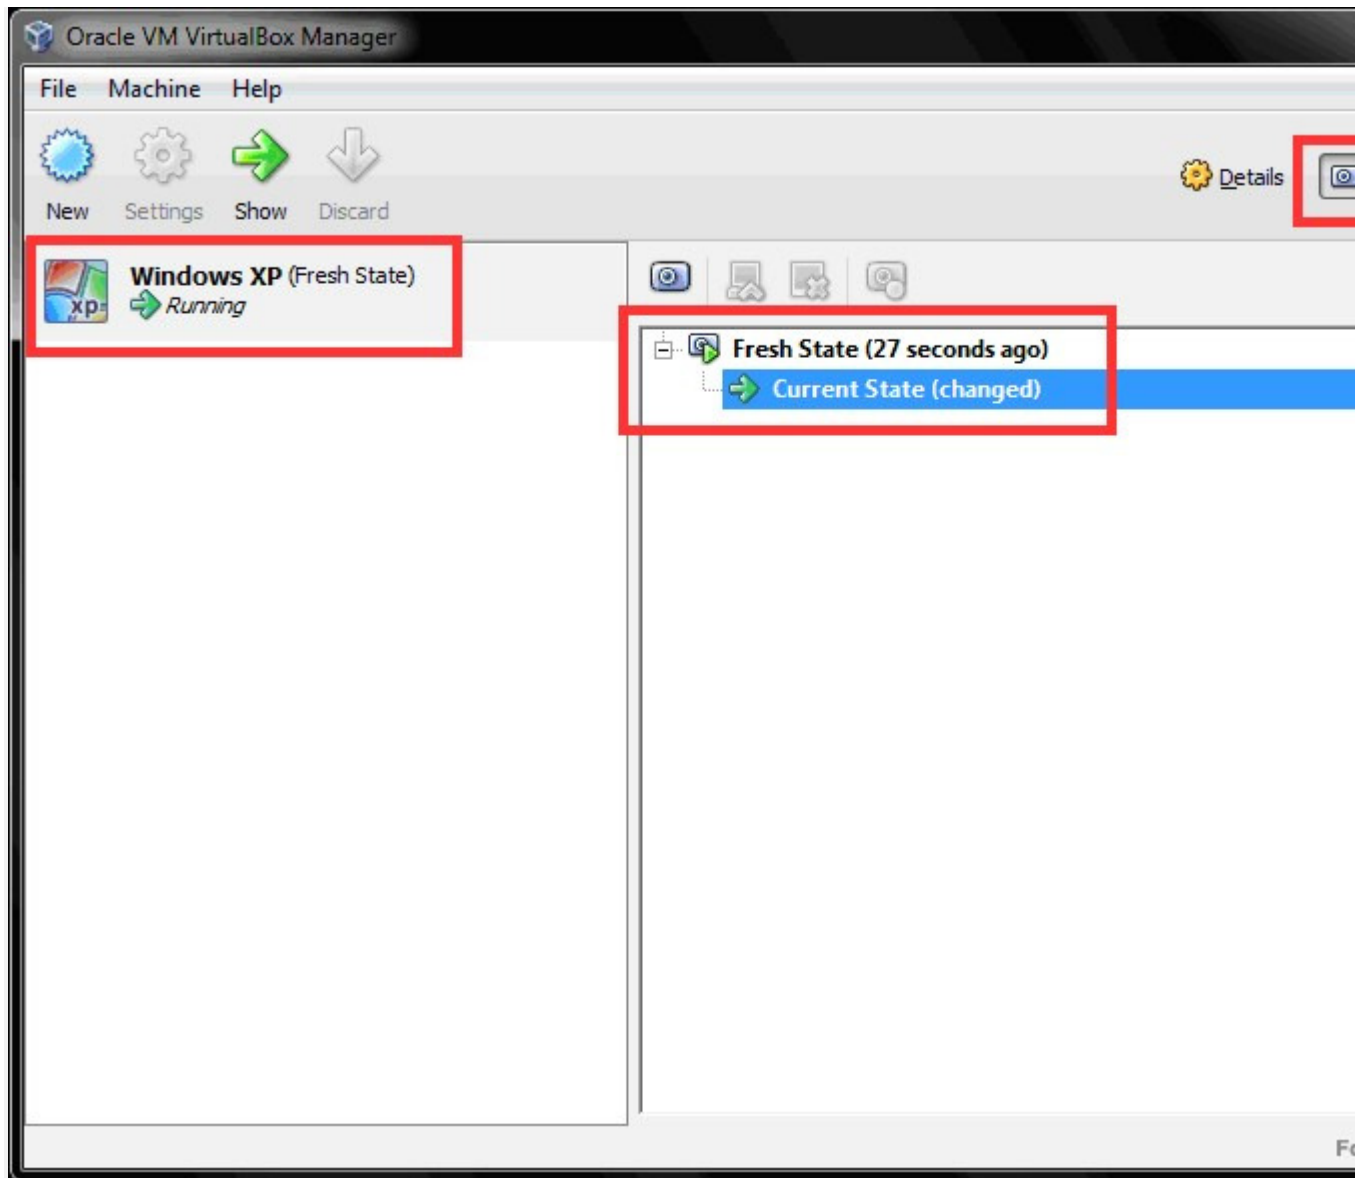 Oracle VM VirtualBox Manager
File Machine Help
New Settings Show Discard
Details
Windows XP (Fresh State)
xp
Running
Fresh State (27 seconds ago)
Current State (changed)